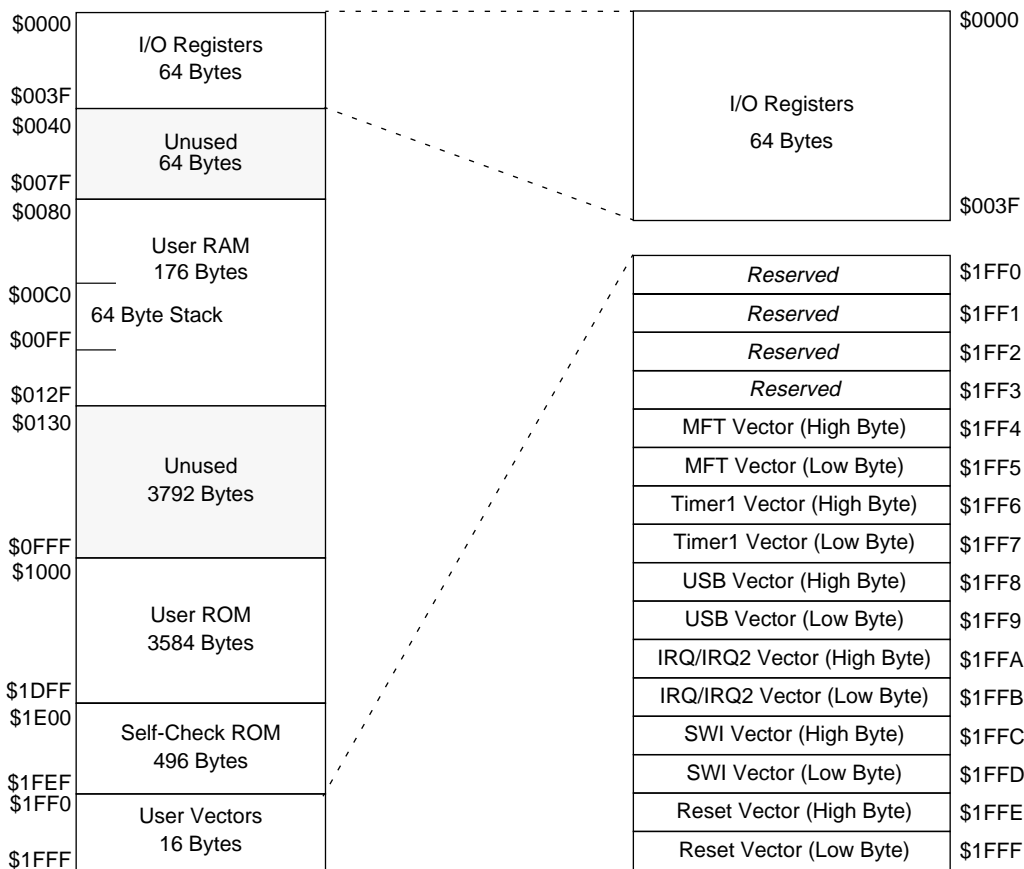 $0000
I/O Registers
64 Bytes
$003F
$0040
Unused
64 Bytes
$007F
$0080
User RAM
176 Bytes
$00C0
64 Byte Stack
$00FF
$012F
$0130
Unused
3792 Bytes
$0FFF
$1000
User ROM
3584 Bytes
$1DFF
$1E00
Self-Check ROM
496 Bytes
$1FEF
$1FF0
User Vectors
16 Bytes
$1FFF
$0000
I/O Registers
64 Bytes
$003F
Reserved $1FF0
Reserved $1FF1
Reserved $1FF2
Reserved $1FF3
MFT Vector (High Byte) $1FF4
MFT Vector (Low Byte) $1FF5
Timer1 Vector (High Byte) $1FF6
Timer1 Vector (Low Byte) $1FF7
USB Vector (High Byte) $1FF8
USB Vector (Low Byte) $1FF9
IRQ/IRQ2 Vector (High Byte) $1FFA
IRQ/IRQ2 Vector (Low Byte) $1FFB
SWI Vector (High Byte) $1FFC
SWI Vector (Low Byte) $1FFD
Reset Vector (High Byte) $1FFE
Reset Vector (Low Byte) $1FFF